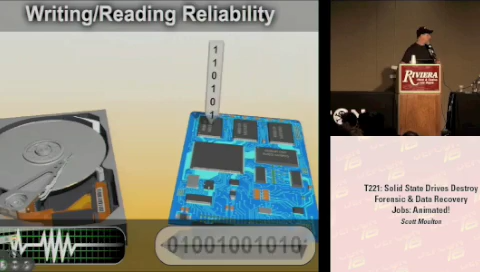 Writing/Reading Reliability
1
1
0
1
0
1
01001001010
RIVIERA
T221: Solid State Drives Destroy
Forensic & Data Recovery
Jobs: Animated!
Scott Moulton